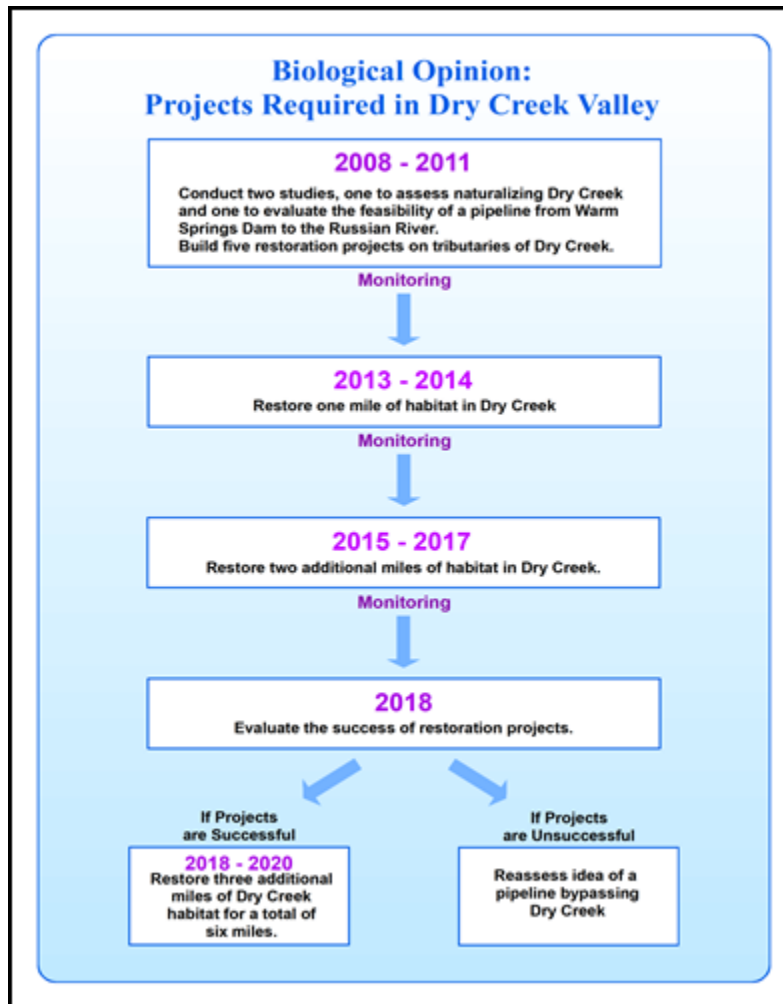 Biological Opinion:
Projects Required in Dry Creek Valley
2008 - 2011
Conduct two studies, one to assess naturalizing Dry Creek
and one to evaluate the feasibility of a pipeline from Warm
Springs Dam to the Russian River.
Build five restoration projects on tributaries of Dry Creek.
Monitoring
2013 - 2014
Restore one mile of habitat in Dry Creek
Monitoring
2015 - 2017
Restore two additional miles of habitat in Dry Creek.
Monitoring
2018
Evaluate the success of restoration projects.
If Projects
are Successful
2018 - 2020
Restore three additional
miles of Dry Creek
habitat for a total of
six miles.
If Projects
are Unsuccessful
Reassess idea of a
pipeline bypassing
Dry Creek